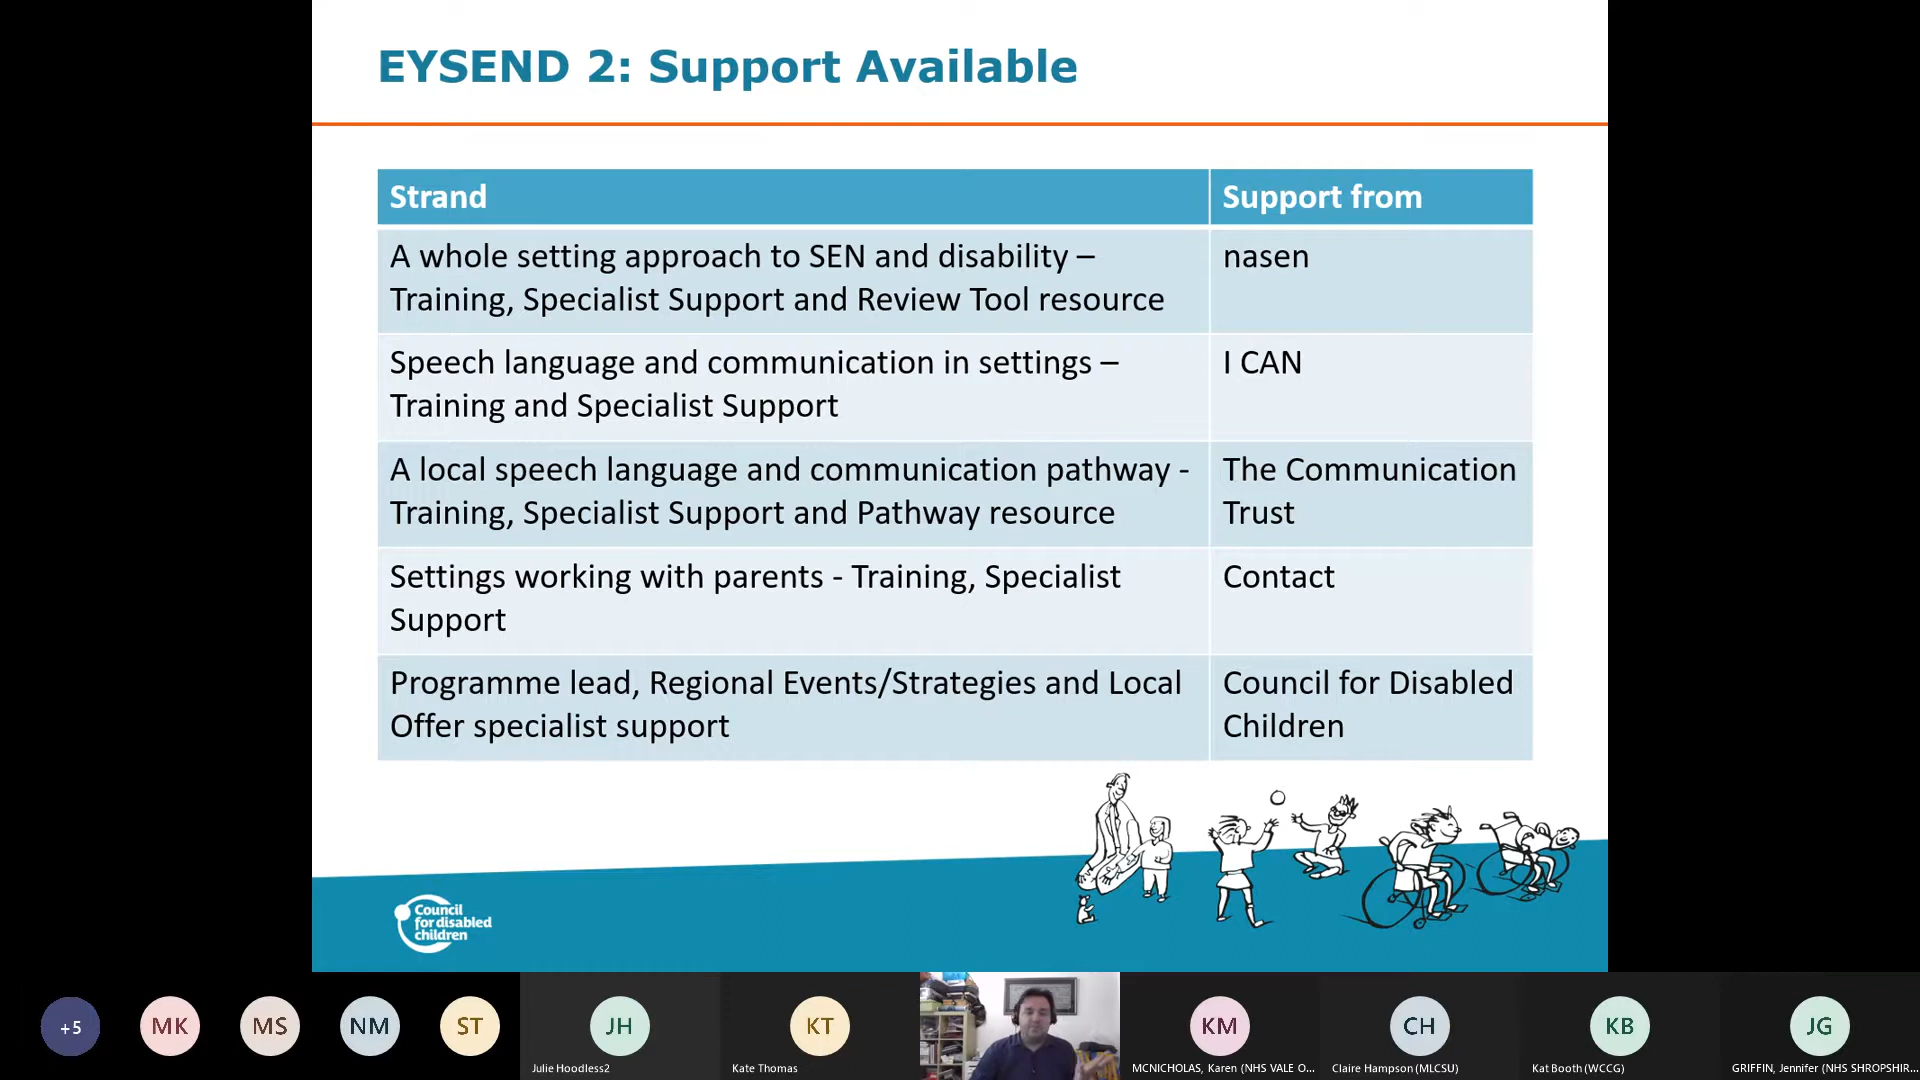 EYSEND 2: Support Available
Strand
Support from
A whole setting approach to SEN and disability –
Training, Specialist Support and Review Tool resource
nasen
Speech language and communication in settings –
Training and Specialist Support
I CAN
A local speech language and communication pathway -
Training, Specialist Support and Pathway resource
The Communication
Trust
Settings working with parents - Training, Specialist
Support
Contact
Programme lead, Regional Events/Strategies and Local
Offer specialist support
Council for Disabled
Children
Council
for disabled
children
+5
MK
MS
NM
ST
JH
KT
KM
CH
KB
JG
Julie Hoodless2
Kate Thomas
MCNICHOLAS, Karen (NHS VALE O...
Claire Hampson (MLCSU)
Kat Booth (WCCG)
GRIFFIN, Jennifer (NHS SHROPSHIR...